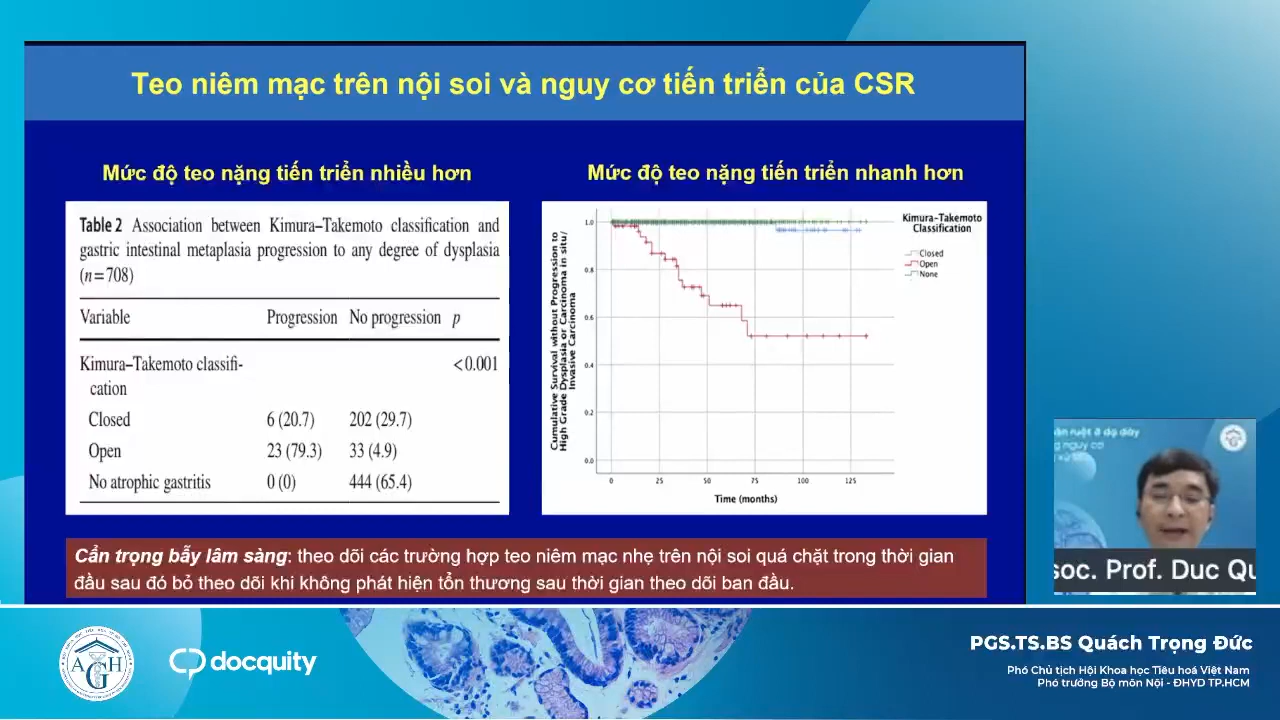 Teo niêm mạc trên nội soi và nguy cơ tiến triển của CSR
Mức độ teo nặng tiến triển nhiều hơn
Table 2 Association between Kimura–Takemoto classification and
gastric intestinal metaplasia progression to any degree of dysplasia
(n=708)
Variable Progression No progression p
Kimura–Takemoto classifi-
cation
<0.001
Closed 6 (20.7) 202 (29.7)
Open 23 (79.3) 33 (4.9)
No atrophic gastritis 0 (0) 444 (65.4)
Mức độ teo nặng tiến triển nhanh hơn
Cumulative Survival without Progression to
High Grade Dysplasia or Carcinoma in situ/
Invasive Carcinoma
1.0
0.8
0.6
0.4
0.2
0.0
0 25 50 75 100 125
Time (months)
Kimura-Takemoto
Classification
Closed
Open
None
Cẩn trọng bẫy lâm sàng: theo dõi các trường hợp teo niêm mạc nhẹ trên nội soi quá chặt trong thời gian
đầu sau đó bỏ theo dõi khi không phát hiện tổn thương sau thời gian theo dõi ban đầu.
ruột ở dạ dày
nguy cơ
soc. Prof. Duc Qu
AGH
docquity
PGS.TS.BS Quách Trọng Đức
Phó Chủ tịch Hội Khoa học Tiêu hoá Việt Nam
Phó trưởng Bộ môn Nội - ĐHYD TP.HCM